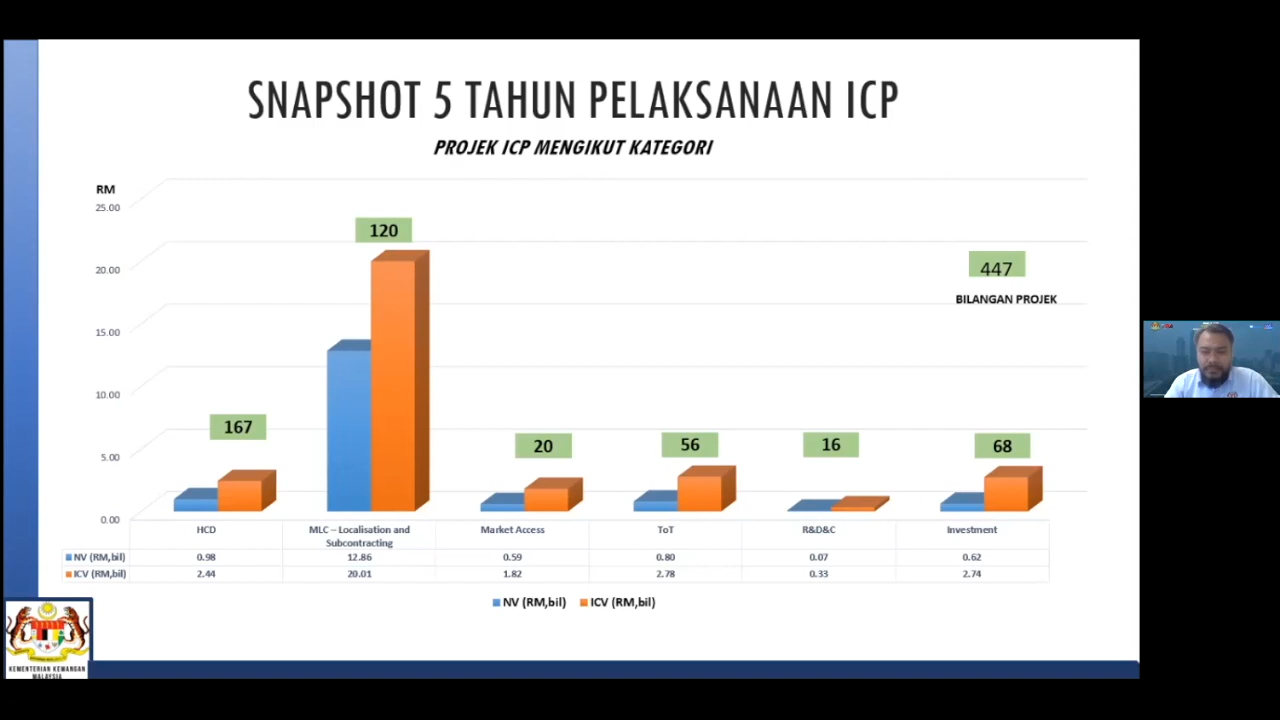 SNAPSHOT 5 TAHUN PELAKSANAAN ICP
PROJEK ICP MENGIKUT KATEGORI
RM
25.00
20.00
15.00
10.00
5.00
0.00
167
120
20
56
16
68
447
BILANGAN PROJEK
HCD
MLC – Localisation and
Subcontracting
Market Access
ToT
R&D&C
Investment
NV (RM,bil) 0.98 12.86 0.59 0.80 0.07 0.62
ICV (RM,bil) 2.44 20.01 1.82 2.78 0.33 2.74
NV (RM,bil) ICV (RM,bil)
KEMENTERIAN KEWANGAN
MALAYSIA